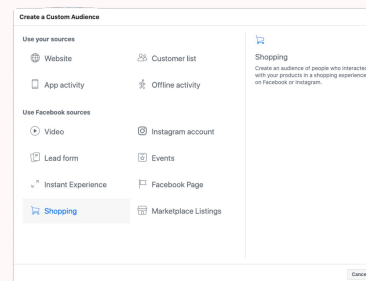 Create a Custom Audience
Use your sources
Website
Customer list
App activity
Offline activity
Use Facebook sources
Video
Instagram account
Lead form
Events
Instant Experience
Facebook Page
Shopping
Marketplace Listings
Shopping
Create an audience of people who interacted
with your products in a shopping experience
on Facebook or Instagram.
Cance